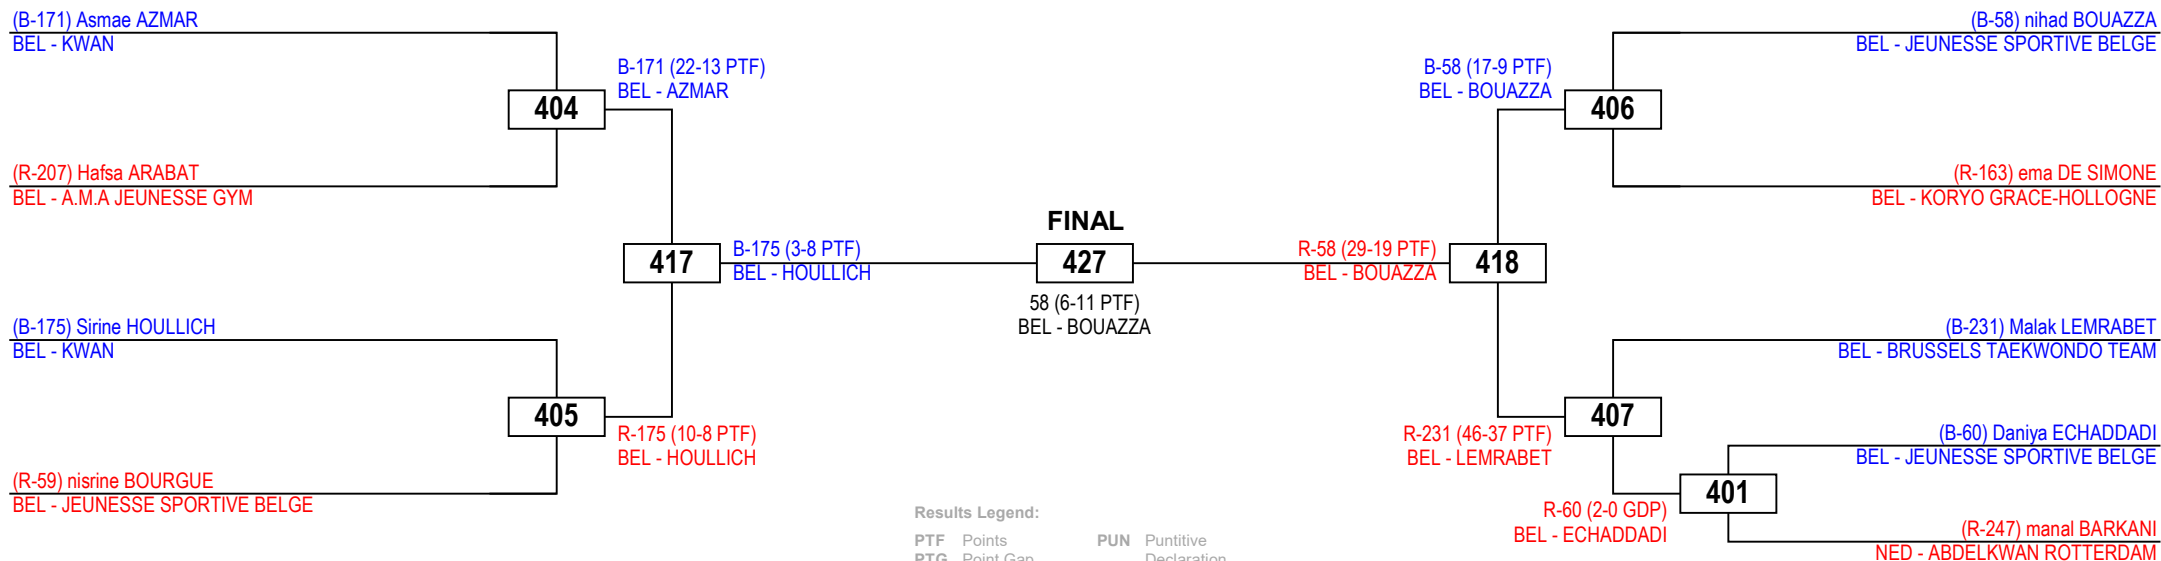 (B-171) Asmae AZMAR
BEL - KWAN
(R-207) Hafsa ARABAT
BEL - A.M.A JEUNESSE GYM
(B-175) Sirine HOULLICH
BEL - KWAN
(R-59) nisrine BOURGUE
BEL - JEUNESSE SPORTIVE BELGE
404
B-171 (22-13 PTF)
BEL - AZMAR
405
R-175 (10-8 PTF)
BEL - HOULLICH
417
B-175 (3-8 PTF)
BEL - HOULLICH
FINAL
427
58 (6-11 PTF)
BEL - BOUAZZA
R-58 (29-19 PTF)
BEL - BOUAZZA
418
B-58 (17-9 PTF)
BEL - BOUAZZA
406
R-231 (46-37 PTF)
BEL - LEMRABET
407
R-60 (2-0 GDP)
BEL - ECHADDADI
401
(B-58) nihad BOUAZZA
BEL - JEUNESSE SPORTIVE BELGE
(R-163) ema DE SIMONE
BEL - KORYO GRACE-HOLLOGNE
(B-231) Malak LEMRABET
BEL - BRUSSELS TAEKWONDO TEAM
(B-60) Daniya ECHADDADI
BEL - JEUNESSE SPORTIVE BELGE
(R-247) manal BARKANI
NED - ABDELKWAN ROTTERDAM
Results Legend:
PTF Points
PTG Point Gap
PUN Puntitive
Declaration